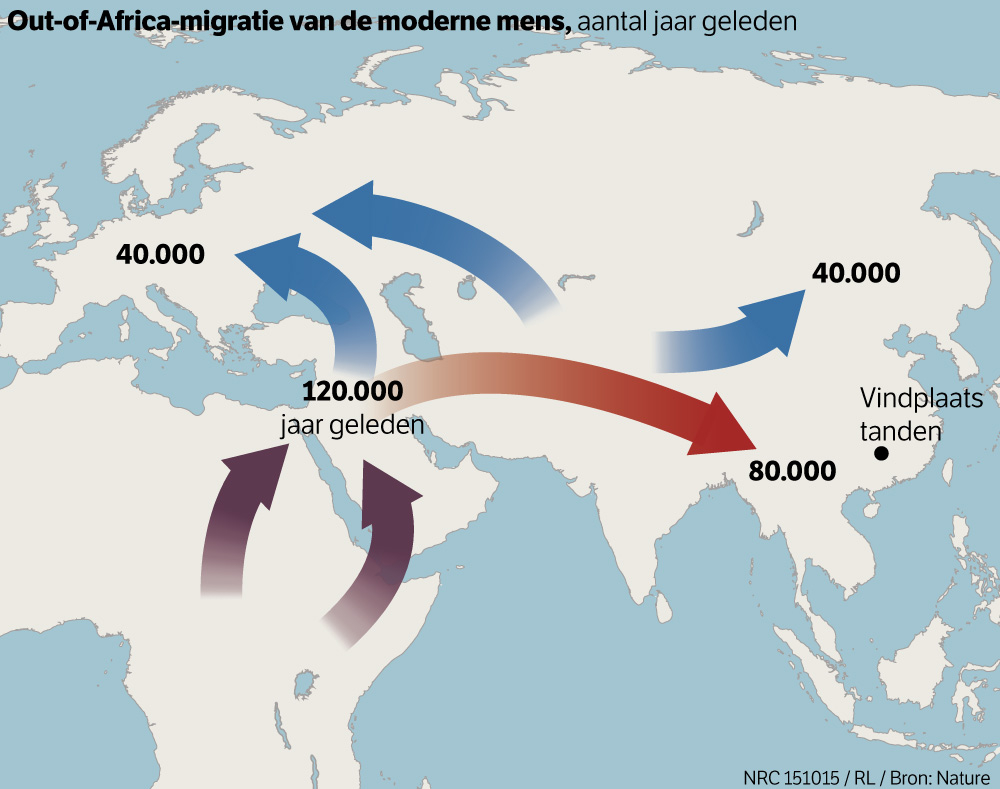 Out-of-Africa-migratie van de moderne mens, aantal jaar geleden
40.000
40.000
120.000
jaar geleden
Vindplaats
tanden
80.000
NRC 151015 / RL / Bron: Nature